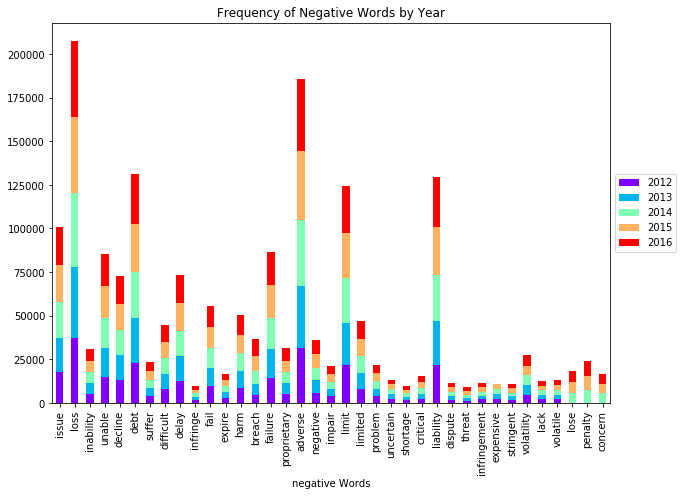 Frequency of Negative Words by Year
200000
175000
150000
125000
100000
75000
50000
25000
0
2012
2013
2014
2015
2016
issue
loss
inability
unable
decline
debt
suffer
difficult
delay
infringe
fail
expire
harm
breach
failure
proprietary
adverse
negative
impair
limit
limited
problem
uncertain
shortage
critical
liability
dispute
threat
infringement
expensive
stringent
volatility
lack
volatile
lose
penalty
concern
negative Words